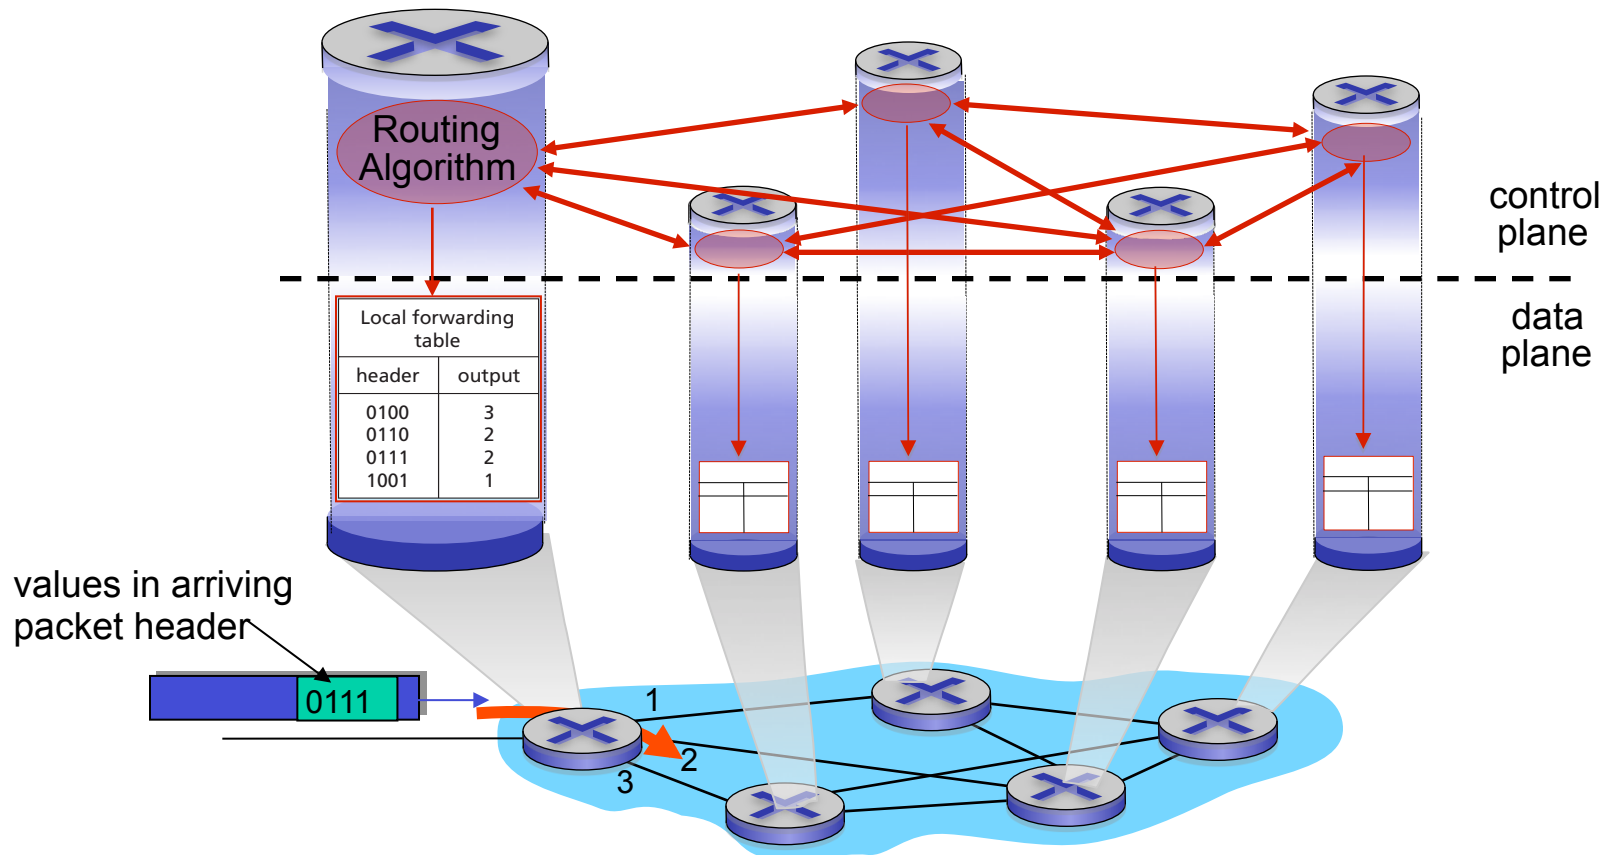 Routing
Algorithm
control
plane
data
plane
Local forwarding
table
header output
0100 3
0110 2
0111 2
1001 1
values in arriving
packet header
0111
1
2
3